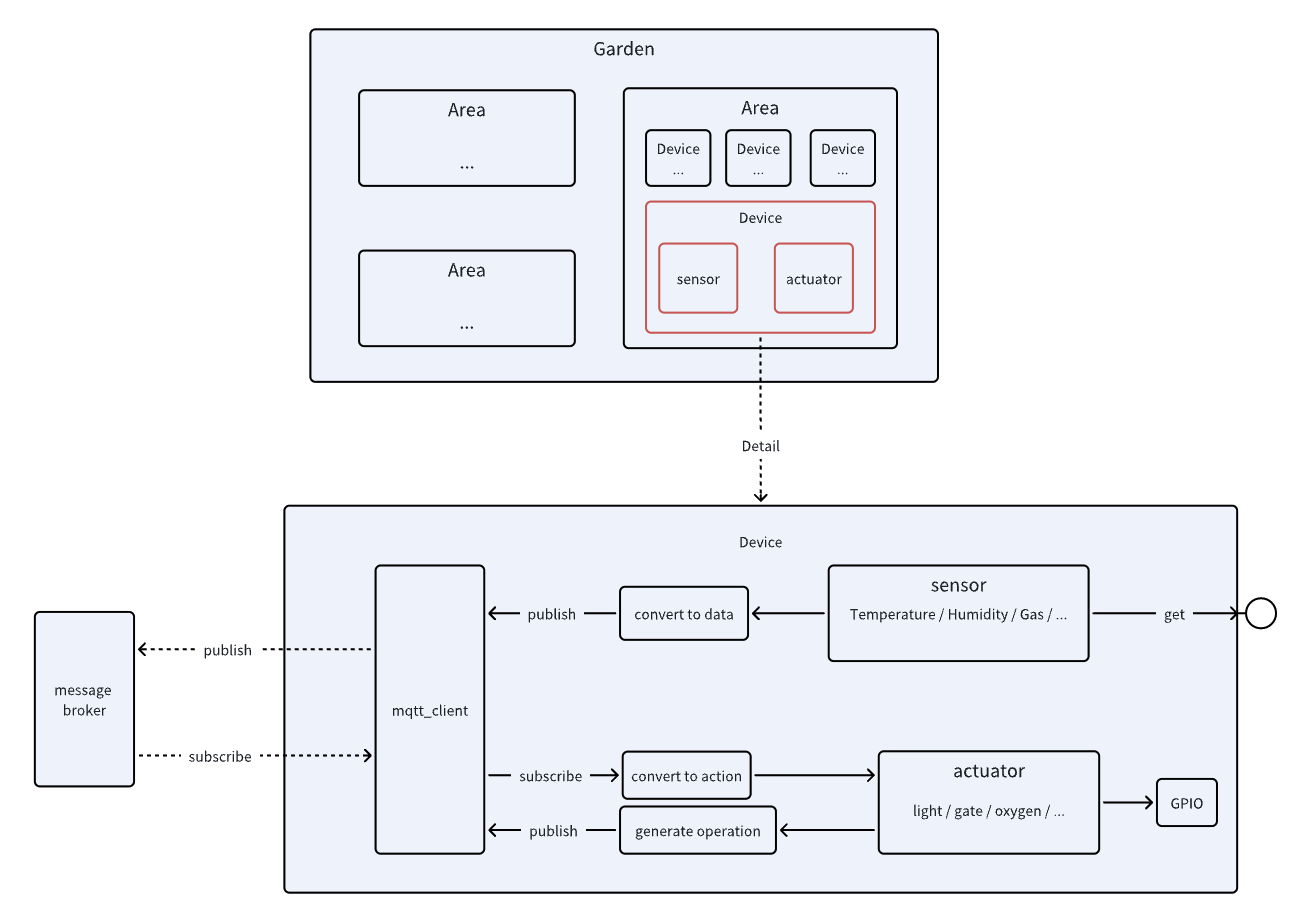 Garden
Area
...
Area
...
Area
Device
...
Device
...
Device
...
Device
sensor
actuator
Detail
Device
message
broker
publish
subscribe
mqtt_client
publish
convert to data
sensor
Temperature / Humidity / Gas / ...
get
subscribe
convert to action
publish
generate operation
actuator
light / gate / oxygen / ...
GPIO